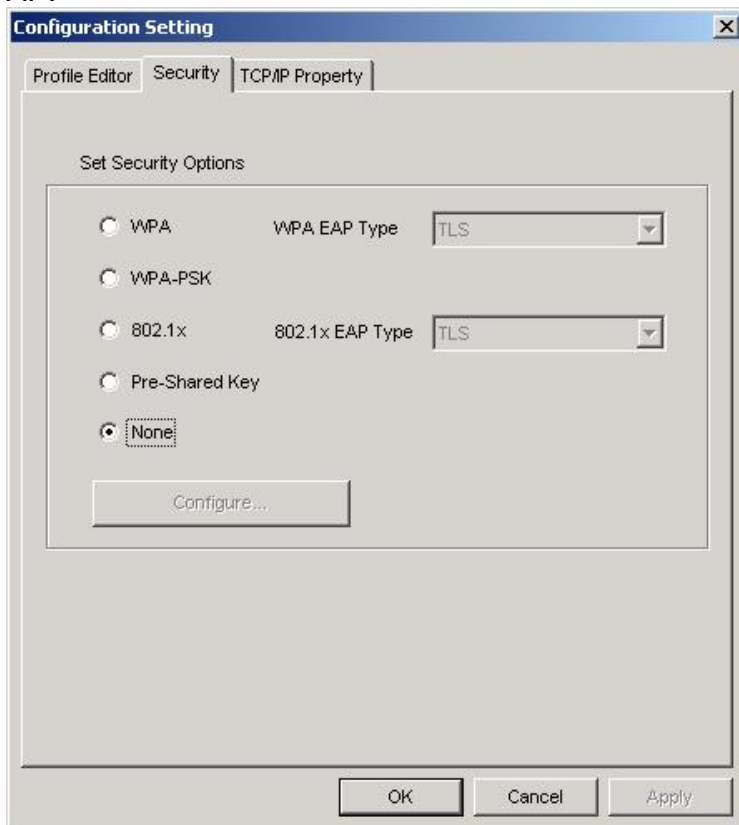 Configuration Setting
Profile Editor Security TCP/IP Property
Set Security Options
WPA WPA EAP Type TLS
WPA-PSK
802.1x 802.1x EAP Type TLS
Pre-Shared Key
None
Configure...
OK Cancel Apply